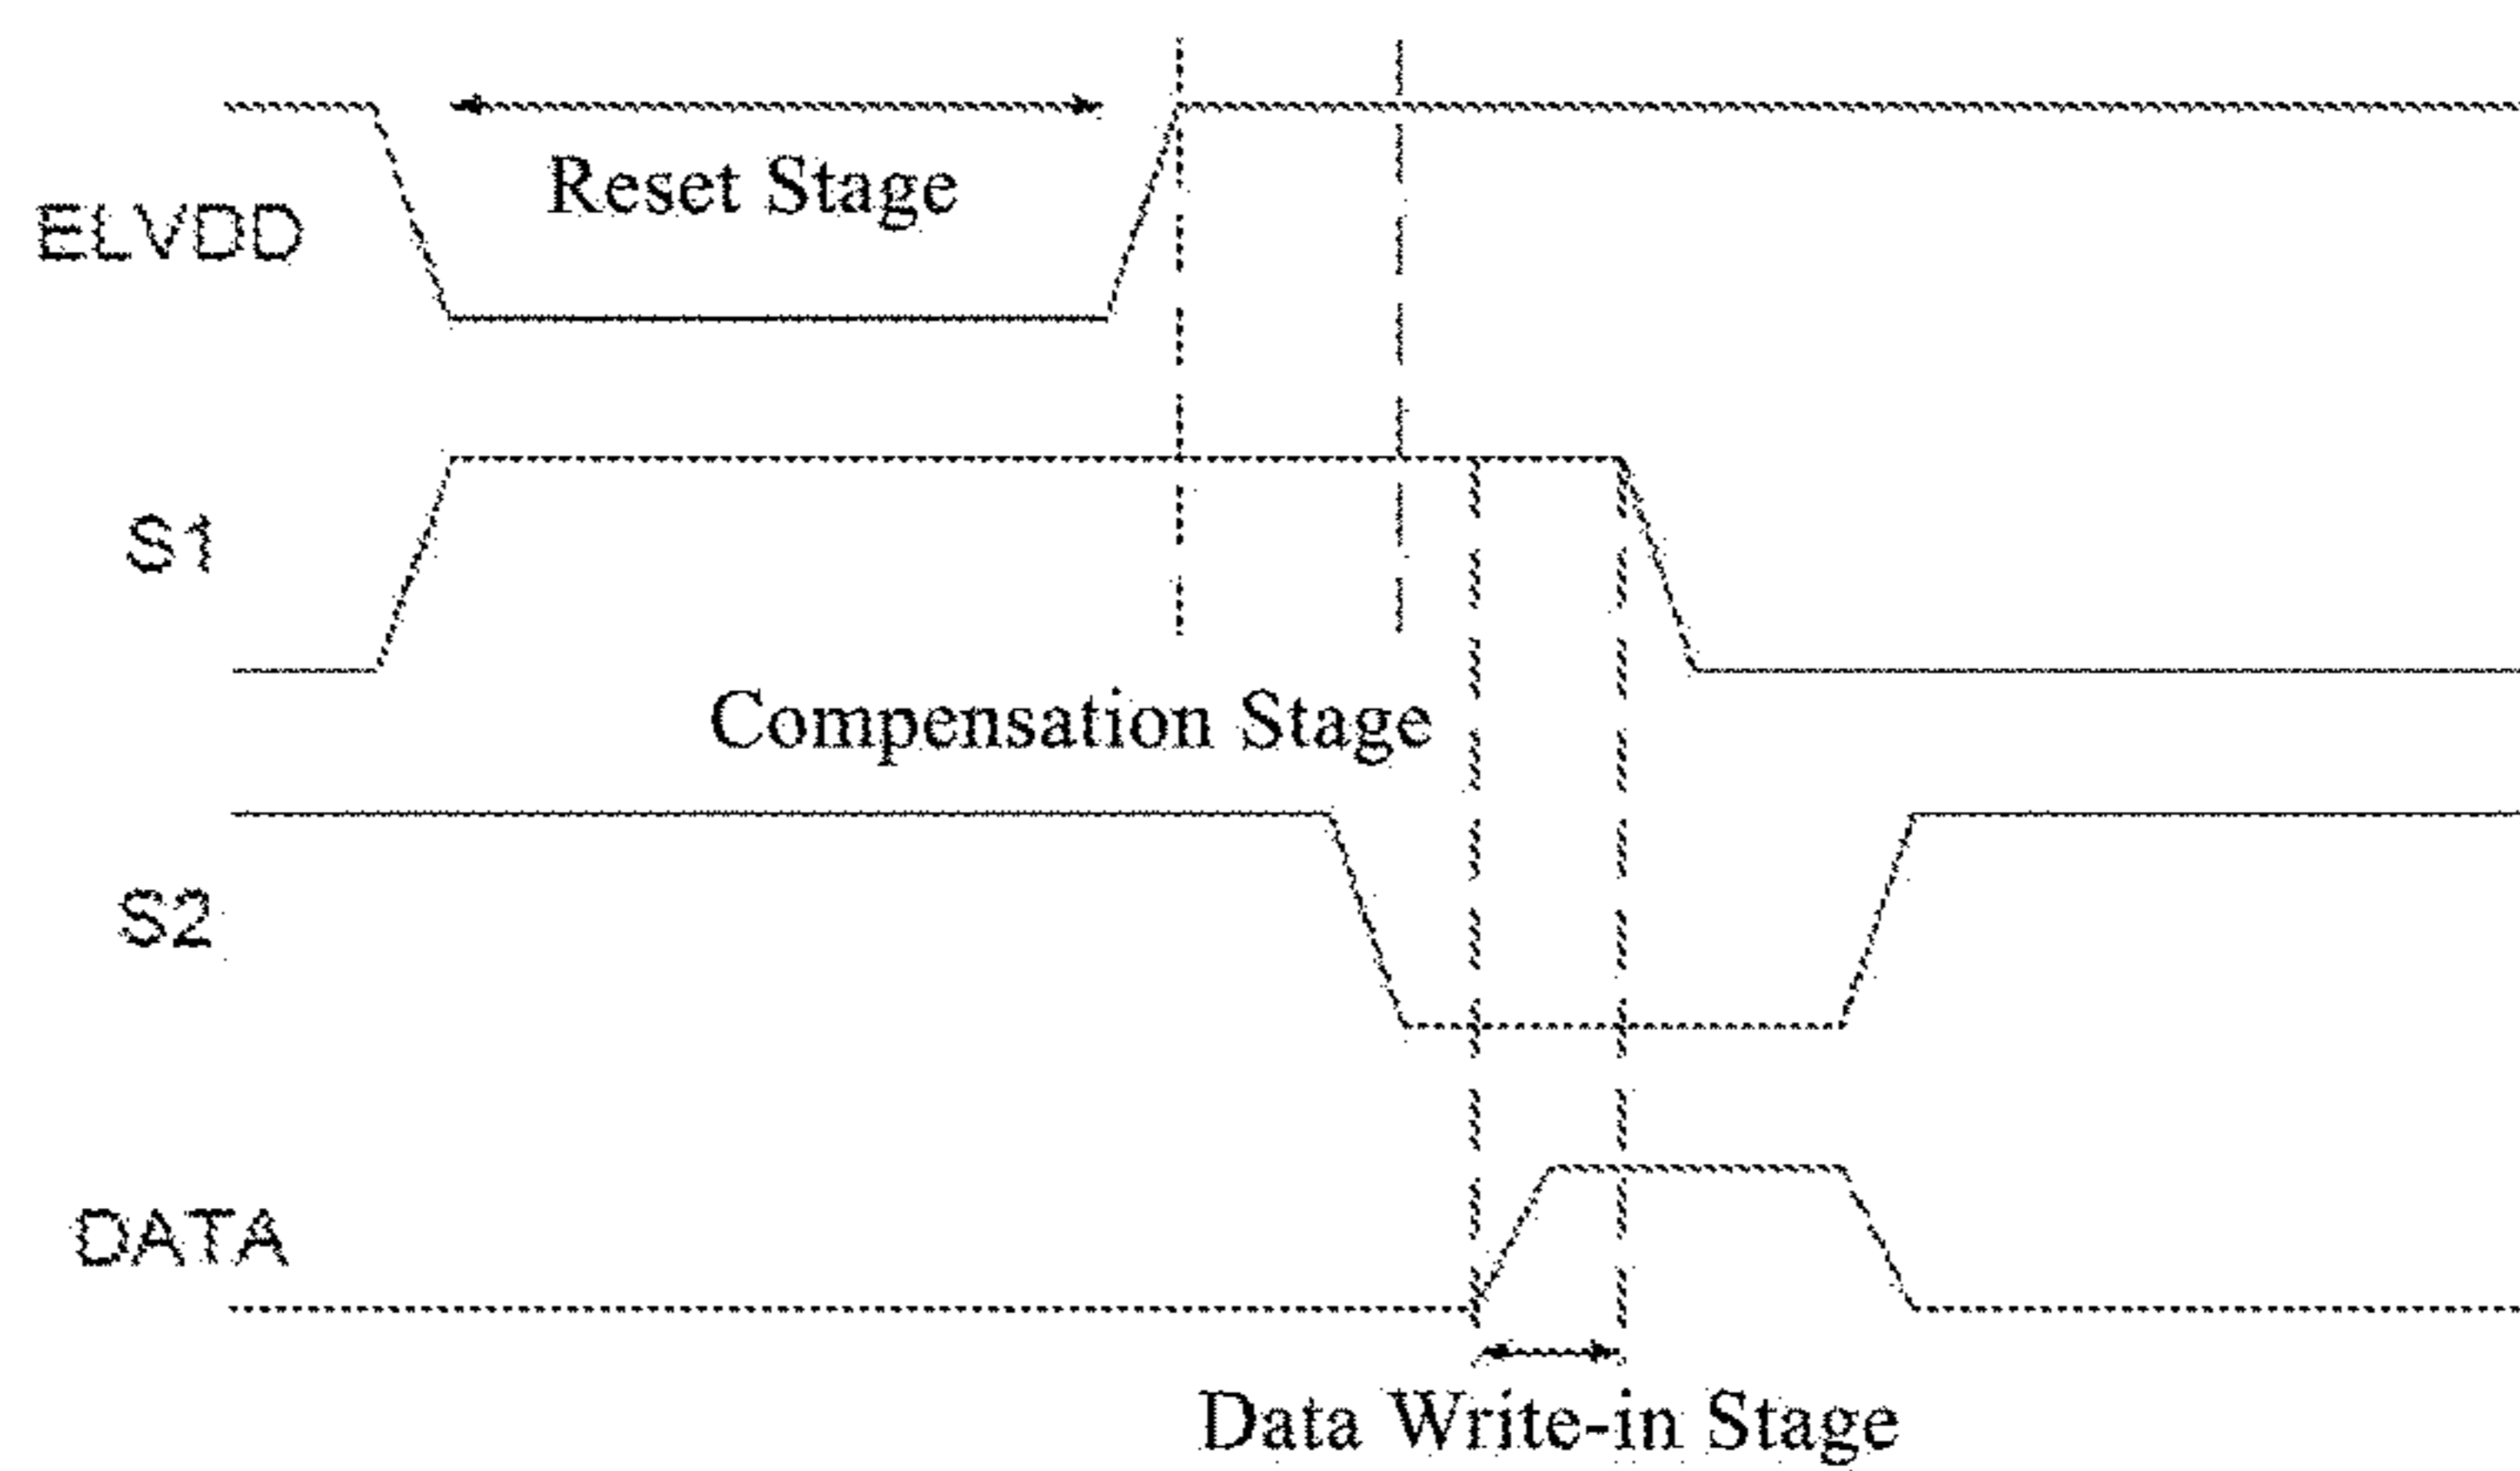 Reset Stage
ELVDD
S1
Compensation Stage
S2
DATA
Data Write-in Stage